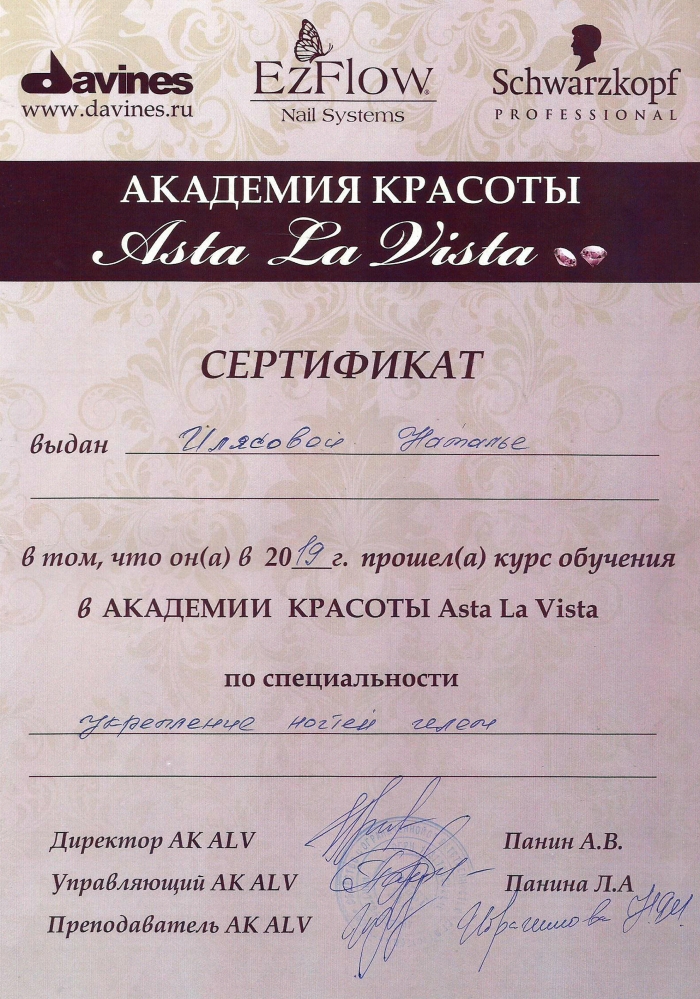 davines
www.davines.ru
EZFLOW
Nail Systems
Schwarzkopf
PROFESSIONAL
АКАДЕМИЯ КРАСОТЫ
Asta La Vista
СЕРТИФИКАТ
выдан Илясовой Наталье
в том, что он(а) в 2019 г. прошел(а) курс обучения
в АКАДЕМИИ КРАСОТЫ Asta La Vista
по специальности
укрепление ногтей гелем
Директор АК ALV Панин А.В.
Управляющий АК ALV Панина Л.А
Преподаватель АК ALV Ибрагимова